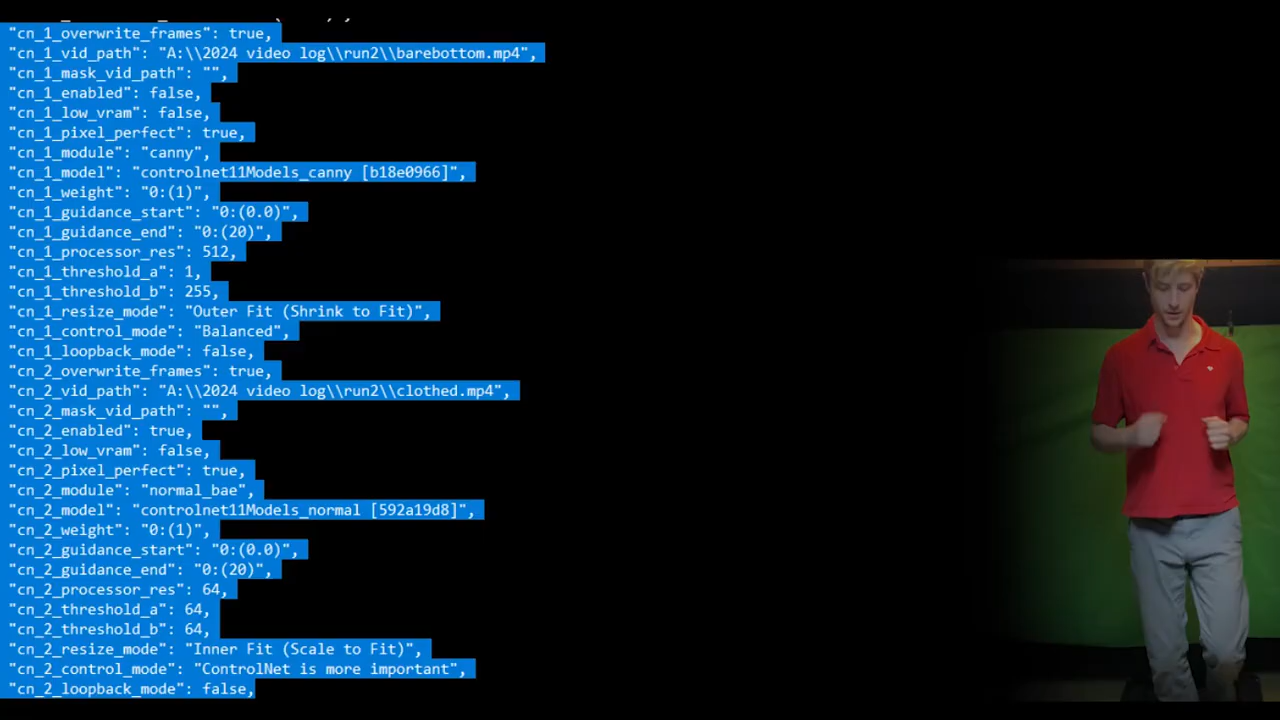 "cn_1_overwrite_frames": true,
"cn_1_vid_path": "A:\\2024 video log\\run2\\barebottom.mp4",
"cn_1_mask_vid_path": "",
"cn_1_enabled": false,
"cn_1_low_vram": false,
"cn_1_pixel_perfect": true,
"cn_1_module": "canny",
"cn_1_model": "controlnet11Models_canny [b18e0966]",
"cn_1_weight": "0:(1)",
"cn_1_guidance_start": "0:(0.0)",
"cn_1_guidance_end": "0:(20)",
"cn_1_processor_res": 512,
"cn_1_threshold_a": 1,
"cn_1_threshold_b": 255,
"cn_1_resize_mode": "Outer Fit (Shrink to Fit)",
"cn_1_control_mode": "Balanced",
"cn_1_loopback_mode": false,
"cn_2_overwrite_frames": true,
"cn_2_vid_path": "A:\\2024 video log\\run2\\clothed.mp4",
"cn_2_mask_vid_path": "",
"cn_2_enabled": true,
"cn_2_low_vram": false,
"cn_2_pixel_perfect": true,
"cn_2_module": "normal_bae",
"cn_2_model": "controlnet11Models_normal [592a19d8]",
"cn_2_weight": "0:(1)",
"cn_2_guidance_start": "0:(0.0)",
"cn_2_guidance_end": "0:(20)",
"cn_2_processor_res": 64,
"cn_2_threshold_a": 64,
"cn_2_threshold_b": 64,
"cn_2_resize_mode": "Inner Fit (Scale to Fit)",
"cn_2_control_mode": "ControlNet is more important",
"cn_2_loopback_mode": false,